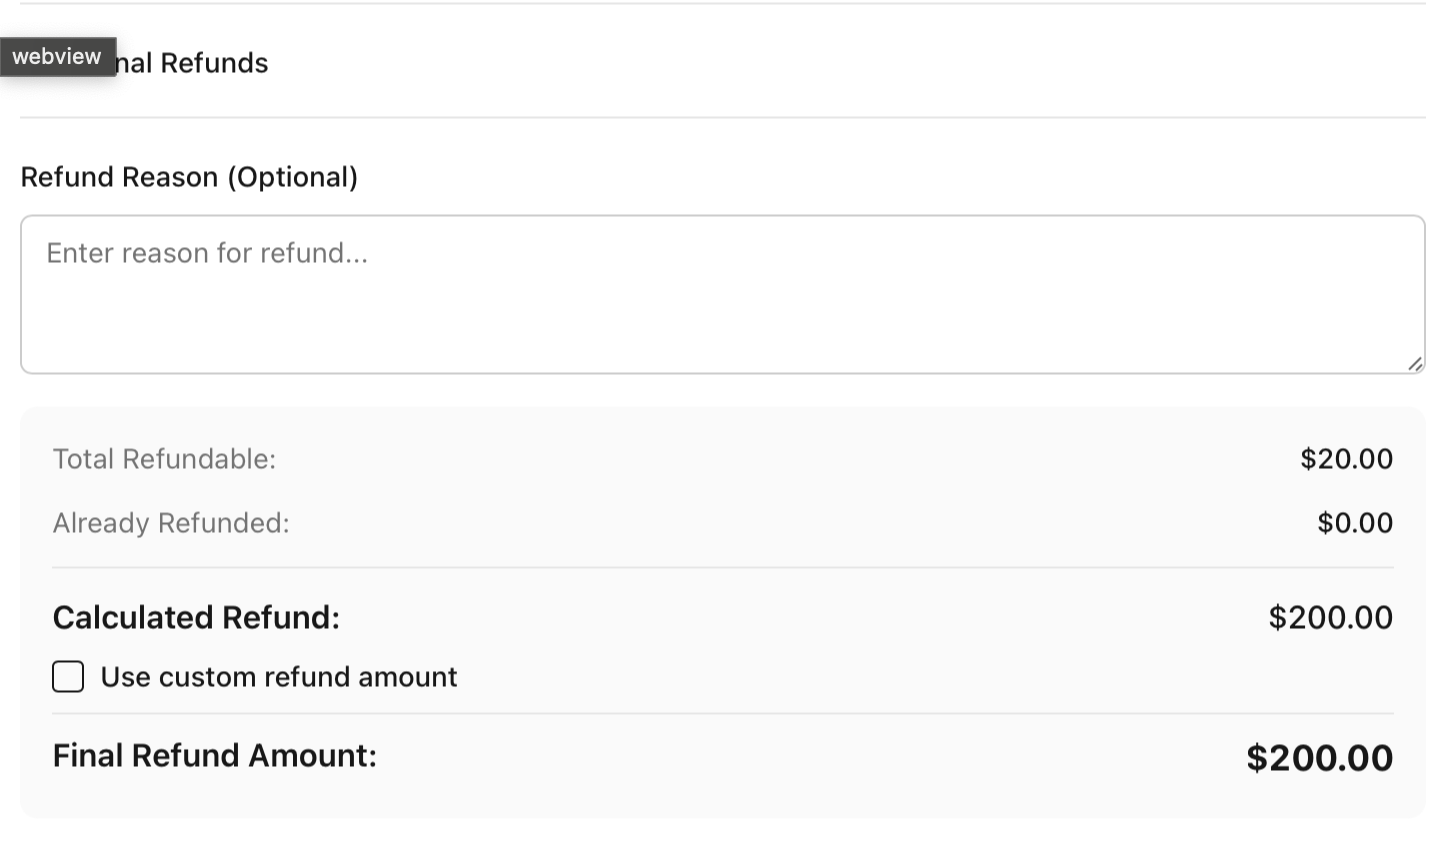 webview
nal Refunds
Refund Reason (Optional)
Enter reason for refund...
Total Refundable: $20.00
Already Refunded: $0.00
Calculated Refund: $200.00
Use custom refund amount
Final Refund Amount: $200.00